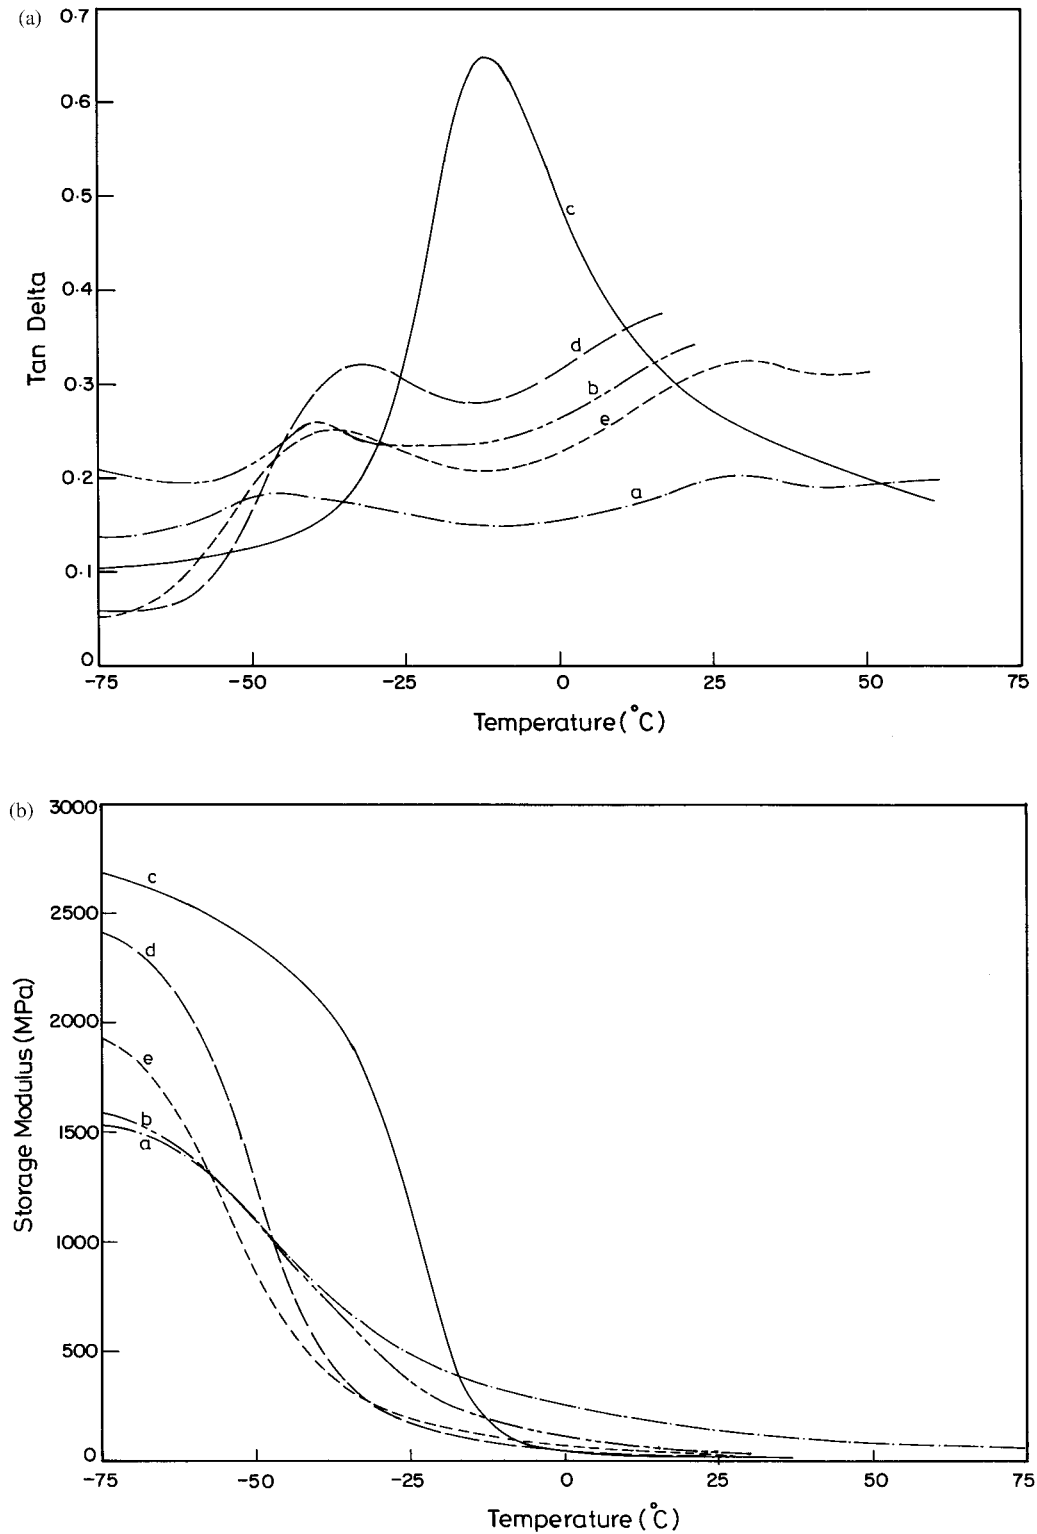 (a)
0.7
0.6
0.5
0.4
0.3
0.2
0.1
0
Tan Delta
c
d
b
e
a
-75
-50
-25
0
25
50
75
Temperature (°C)
(b)
3000
2500
2000
1500
1000
500
0
Storage Modulus (MPa)
c
d
e
b
a
-75
-50
-25
0
25
50
75
Temperature (°C)